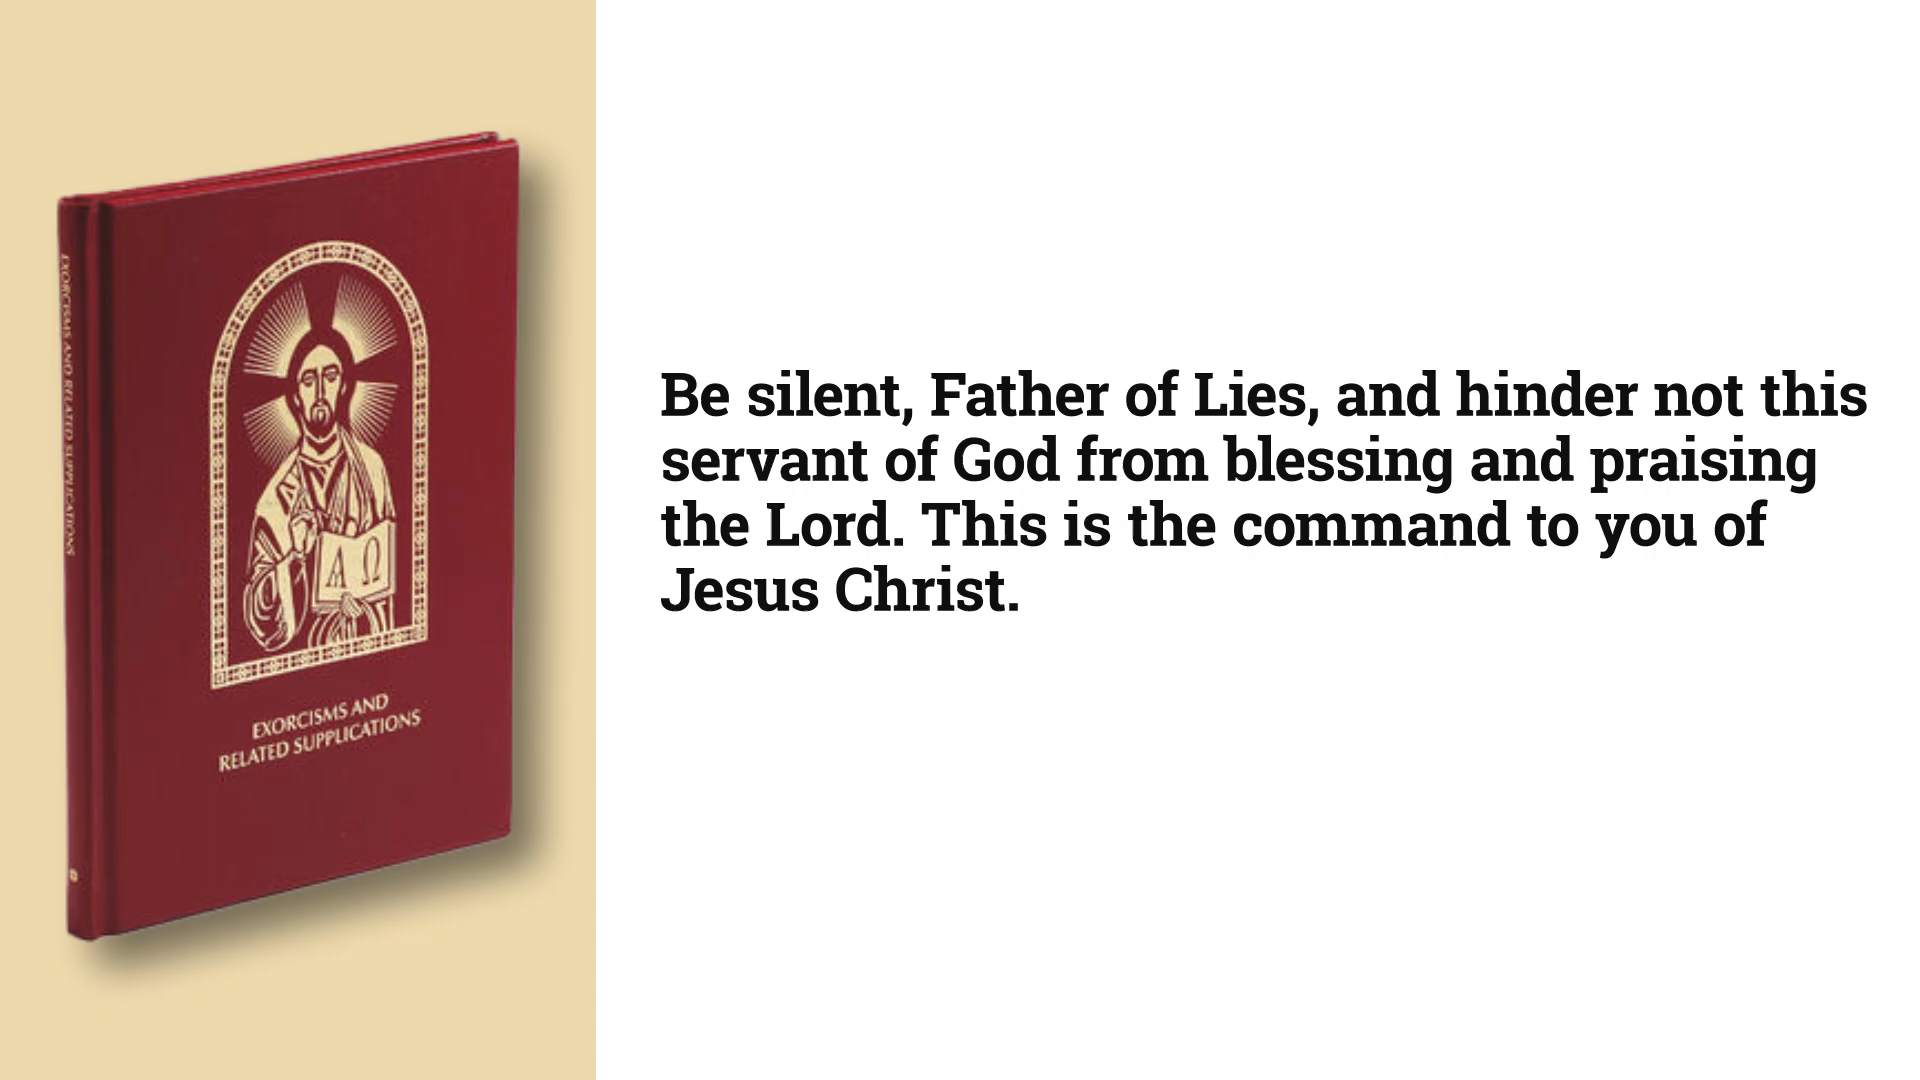 EXORCISMS AND RELATED SUPPLICATIONS
Α Ω
EXORCISMS AND
RELATED SUPPLICATIONS
Be silent, Father of Lies, and hinder not this
servant of God from blessing and praising
the Lord. This is the command to you of
Jesus Christ.